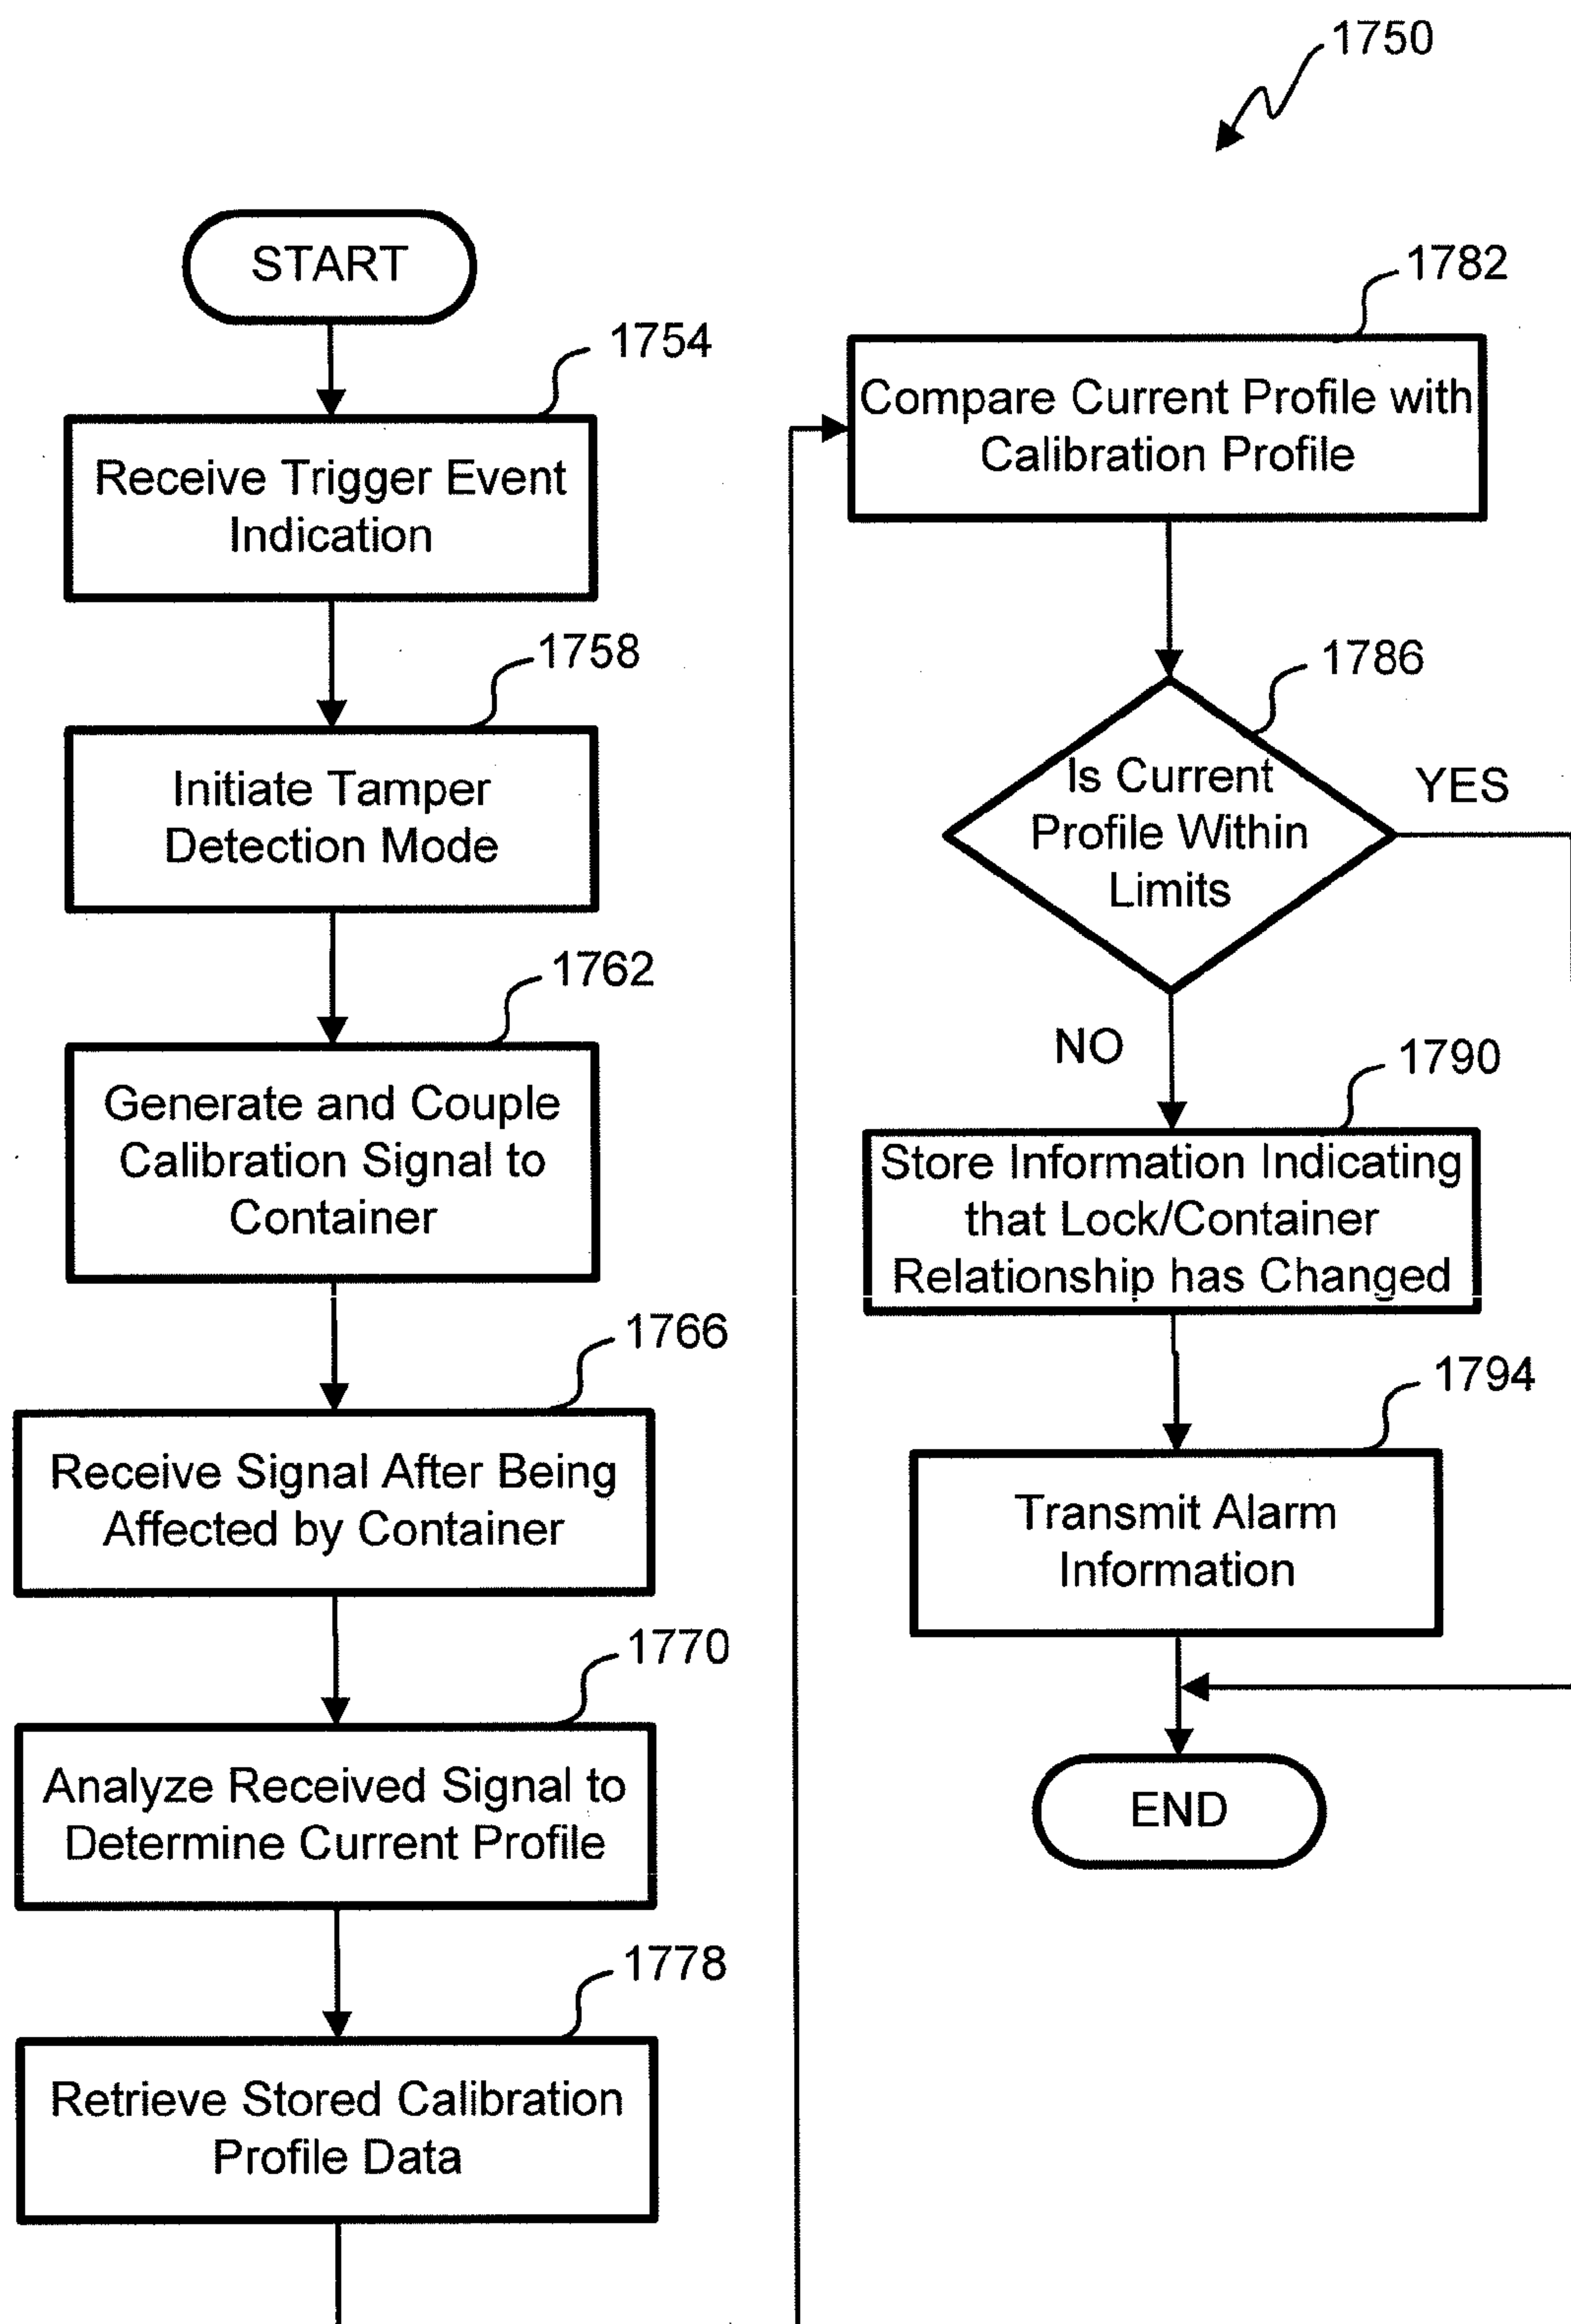 1750
START
1754
Receive Trigger Event
Indication
1758
Initiate Tamper
Detection Mode
1762
Generate and Couple
Calibration Signal to
Container
1766
Receive Signal After Being
Affected by Container
1770
Analyze Received Signal to
Determine Current Profile
1778
Retrieve Stored Calibration
Profile Data
1782
Compare Current Profile with
Calibration Profile
1786
Is Current
Profile Within
Limits
YES
NO
1790
Store Information Indicating
that Lock/Container
Relationship has Changed
1794
Transmit Alarm
Information
END